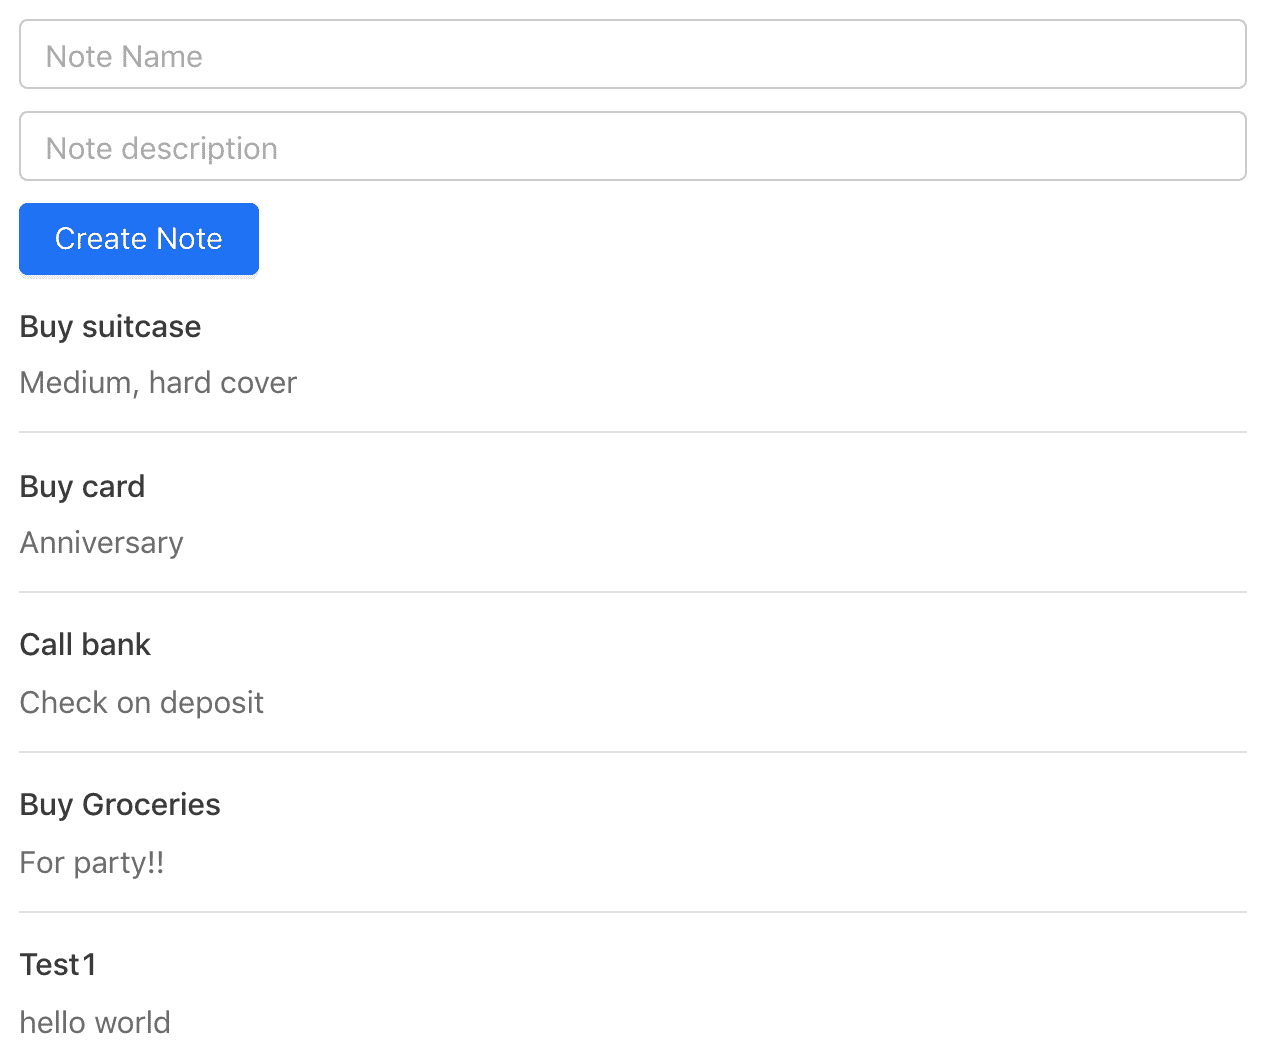 Note Name
Note description
Create Note
Buy suitcase
Medium, hard cover
Buy card
Anniversary
Call bank
Check on deposit
Buy Groceries
For party!!
Test1
hello world